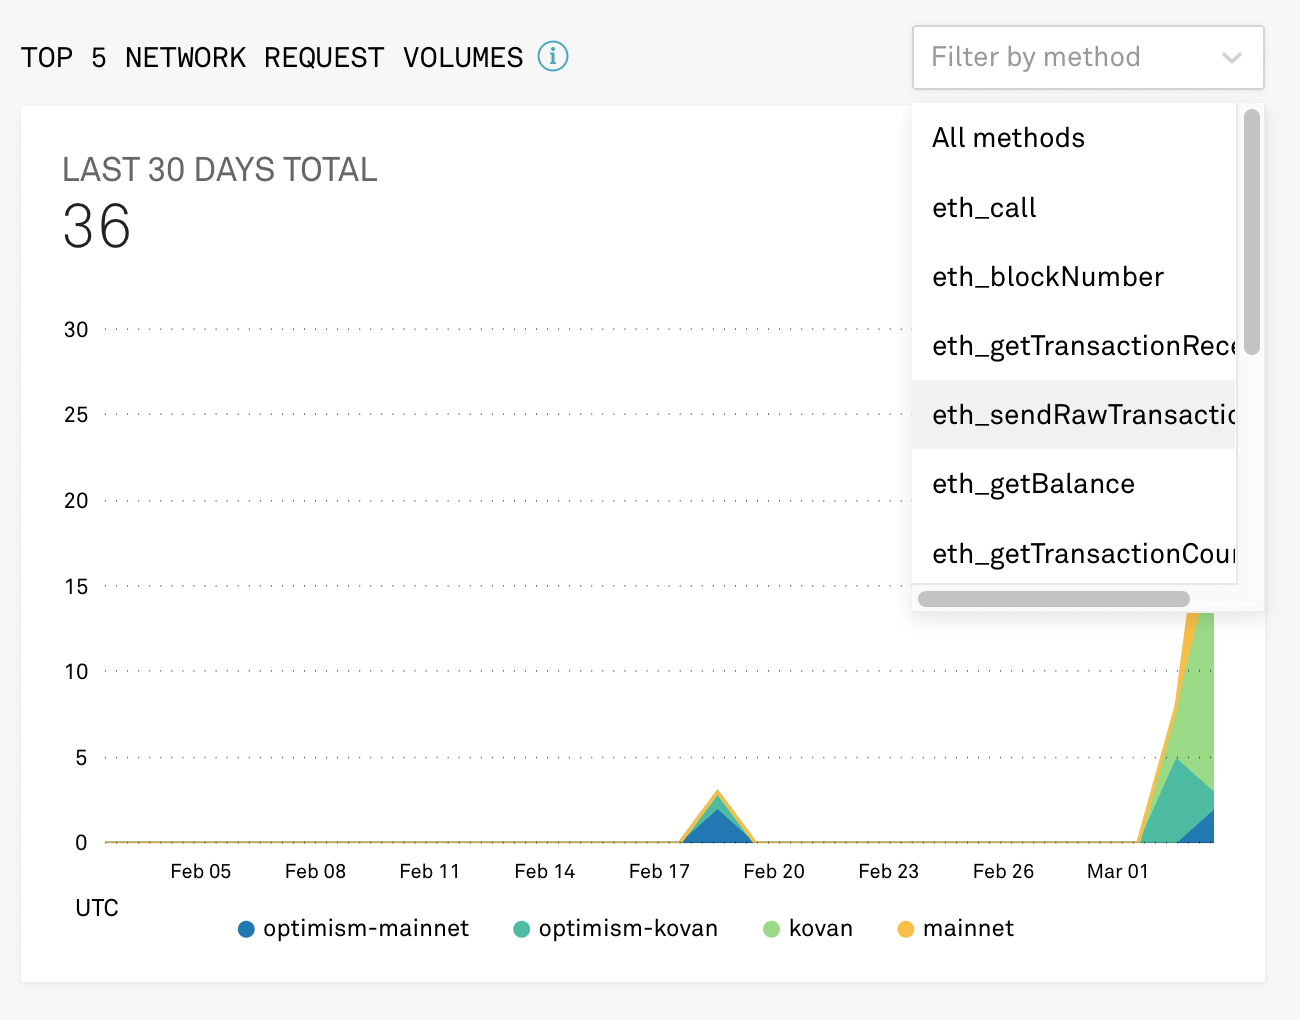 TOP 5 NETWORK REQUEST VOLUMES
Filter by method
All methods
eth_call
eth_blockNumber
eth_getTransactionRece
eth_sendRawTransactio
eth_getBalance
eth_getTransactionCour
LAST 30 DAYS TOTAL
36
30
25
20
15
10
5
0
Feb 05 Feb 08 Feb 11 Feb 14 Feb 17 Feb 20 Feb 23 Feb 26 Mar 01
UTC
optimism-mainnet optimism-kovan kovan mainnet